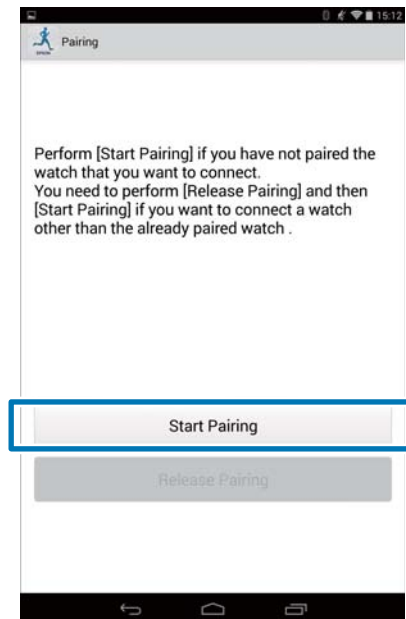 15:12
Pairing
EPSON
Perform [Start Pairing] if you have not paired the
watch that you want to connect.
You need to perform [Release Pairing] and then
[Start Pairing] if you want to connect a watch
other than the already paired watch .
Start Pairing
Release Pairing